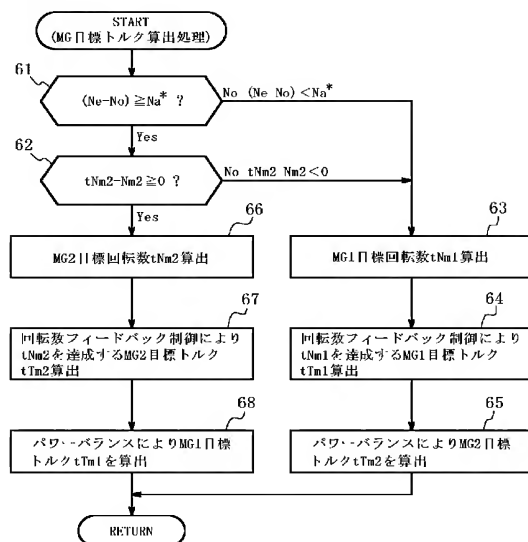 START
(MG目標トルク算出処理)
61
(Ne-No)≧Na* ?
No (Ne No)<Na*
Yes
62
tNm2-Nm2≧0 ?
No tNm2 Nm2<0
Yes
66
MG2目標回転数tNm2算出
63
MG1目標回転数tNm1算出
67
回転数フィードバック制御により
tNm2を達成するMG2目標トルク
tTm2算出
64
回転数フィードバック制御により
tNm1を達成するMG1目標トルク
tTm1算出
68
パワーバランスによりMG1目標
トルクtTm1を算出
65
パワーバランスによりMG2目標
トルクtTm2を算出
RETURN